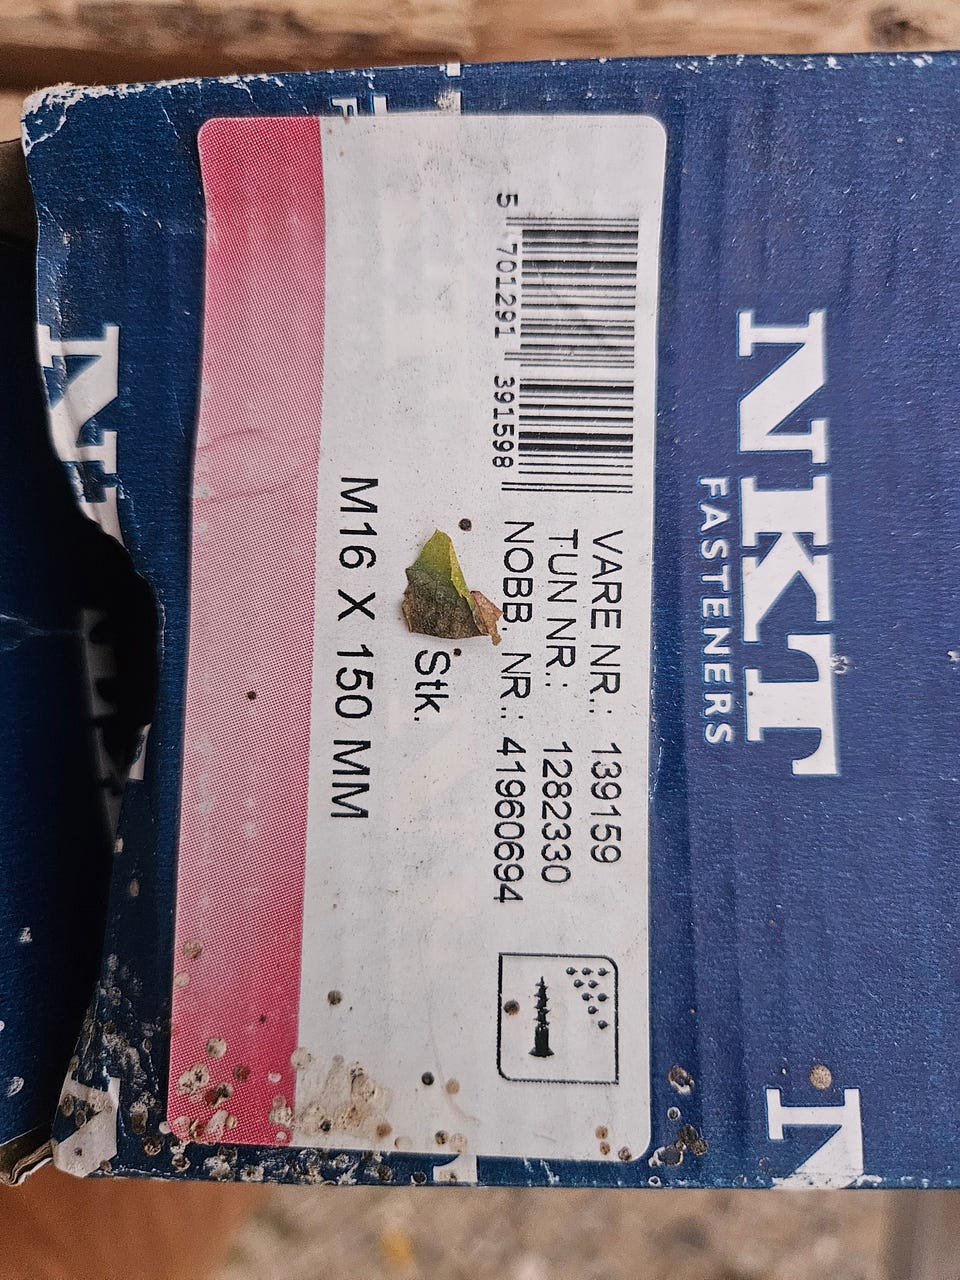 NKT
FASTENERS
5 701291 391598
VARE NR.: 139159
TUN NR.: 1282330
NOBB. NR.: 41960694
Stk.
M16 X 150 MM